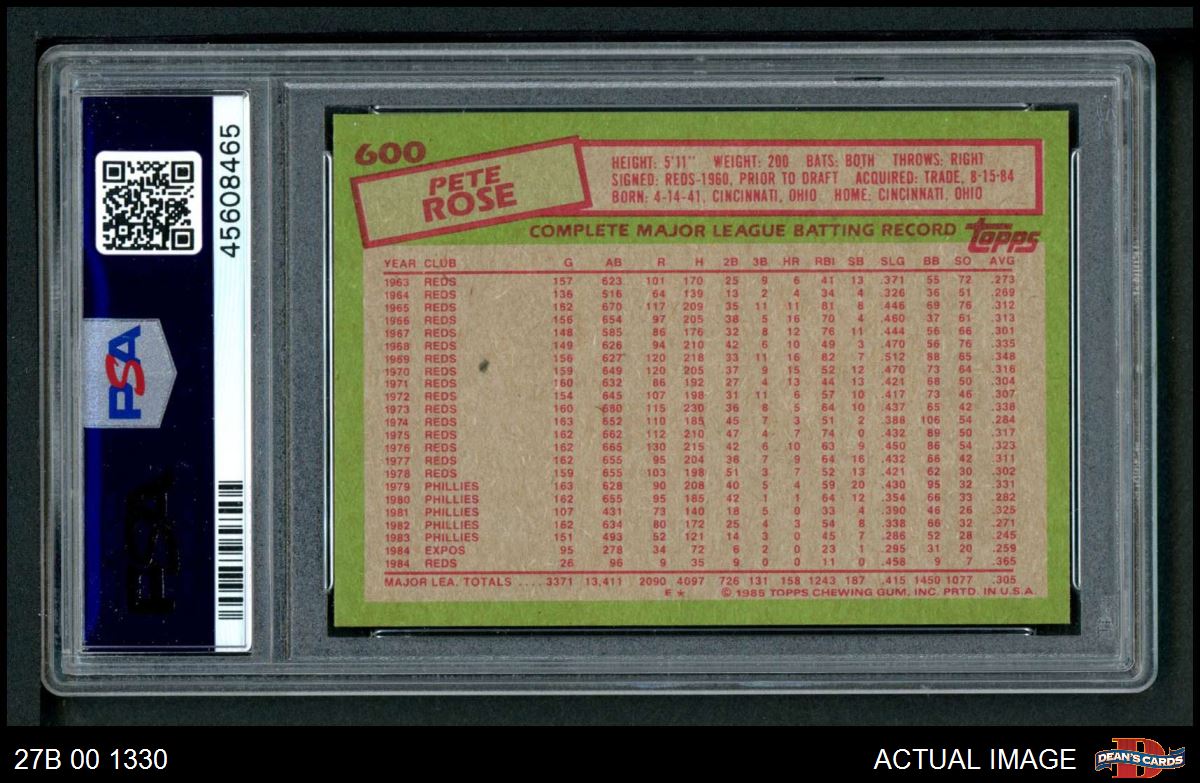 45608465
PSA
PSA
600
PETE
ROSE
HEIGHT: 5'11" WEIGHT: 200 BATS: BOTH THROWS: RIGHT
SIGNED: REDS-1960, PRIOR TO DRAFT ACQUIRED: TRADE, 8-15-84
BORN: 4-14-41, CINCINNATI, OHIO HOME: CINCINNATI, OHIO
COMPLETE MAJOR LEAGUE BATTING RECORD
Topps
YEAR CLUB G AB R H 2B 3B HR RBI SB SLG BB SO AVG
1963 REDS 157 623 101 170 25 9 6 41 13 .371 55 72 .273
1964 REDS 136 516 64 139 13 2 4 34 4 .326 36 51 .269
1965 REDS 162 670 117 209 35 11 11 81 8 .446 69 76 .312
1966 REDS 156 654 97 205 38 5 16 70 4 .460 37 61 .313
1967 REDS 148 585 86 176 32 8 12 76 11 .444 56 66 .301
1968 REDS 149 626 94 210 42 6 10 49 3 .470 56 76 .335
1969 REDS 156 627 120 218 33 11 16 82 7 .512 88 65 .348
1970 REDS 159 649 120 205 37 9 15 52 12 .470 73 64 .316
1971 REDS 160 632 86 192 27 4 13 44 13 .421 68 50 .304
1972 REDS 154 645 107 198 31 11 6 57 10 .417 73 46 .307
1973 REDS 160 680 115 230 36 8 5 64 10 .437 65 42 .338
1974 REDS 163 652 110 185 45 7 3 51 2 .388 106 54 .284
1975 REDS 162 662 112 210 47 4 7 74 0 .432 89 50 .317
1976 REDS 162 665 130 215 42 6 10 63 9 .450 86 54 .323
1977 REDS 162 655 95 204 38 7 9 64 16 .432 66 42 .311
1978 REDS 159 655 103 198 51 3 7 52 13 .421 62 30 .302
1979 PHILLIES 163 628 90 208 40 5 4 59 20 .430 95 32 .331
1980 PHILLIES 162 655 95 185 42 1 1 64 12 .354 66 33 .282
1981 PHILLIES 107 431 73 140 18 5 0 33 4 .390 46 26 .325
1982 PHILLIES 162 634 80 172 25 4 3 54 8 .338 66 32 .271
1983 PHILLIES 151 493 52 121 14 3 0 45 7 .286 52 28 .245
1984 EXPOS 95 278 34 72 6 2 0 23 1 .295 31 20 .259
1984 REDS 26 96 9 35 9 0 0 11 0 .458 9 7 .365
MAJOR LEA. TOTALS .... 3371 13,411 2090 4097 726 131 158 1243 187 .415 1450 1077 .305
E * © 1985 TOPPS CHEWING GUM, INC. PRTD. IN U.S.A.
27B 00 1330
ACTUAL IMAGE
D
DEAN'S CARDS